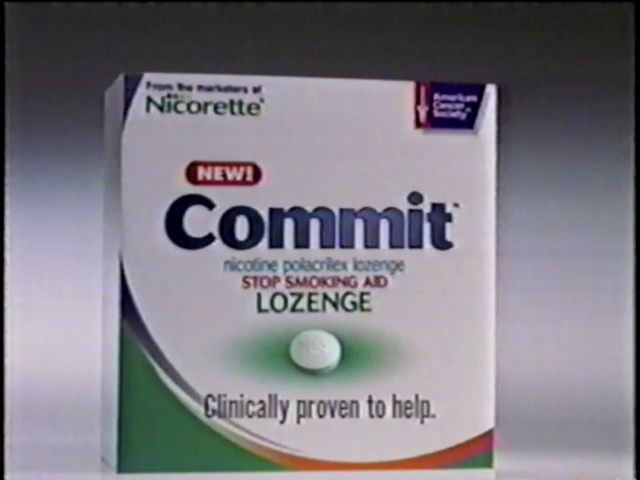 From the marketers of
Nicorette
American
Cancer
Society
NEW!
Commit
nicotine polacrilex lozenge
STOP SMOKING AID
LOZENGE
Clinically proven to help.